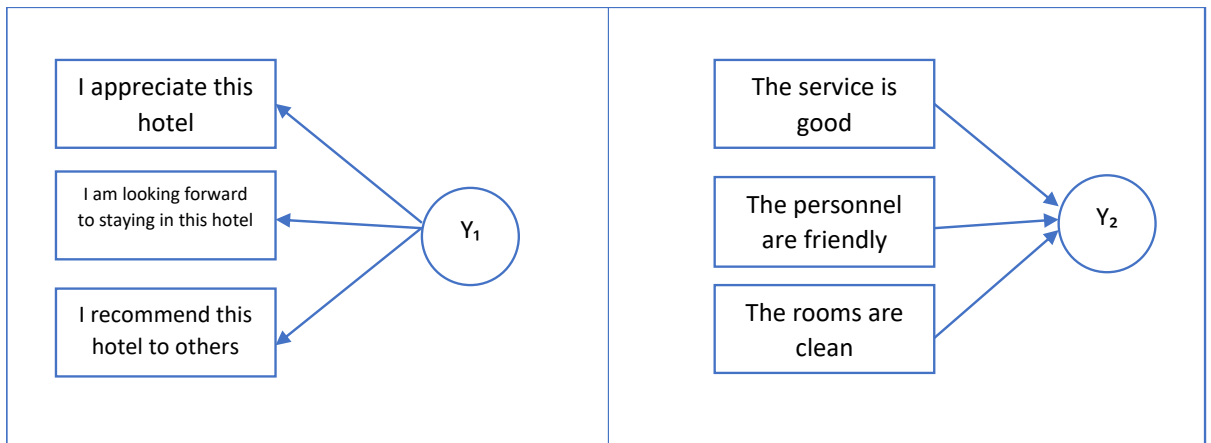 I appreciate this
hotel
I am looking forward
to staying in this hotel
I recommend this
hotel to others
Y₁
The service is
good
The personnel
are friendly
The rooms are
clean
Y₂